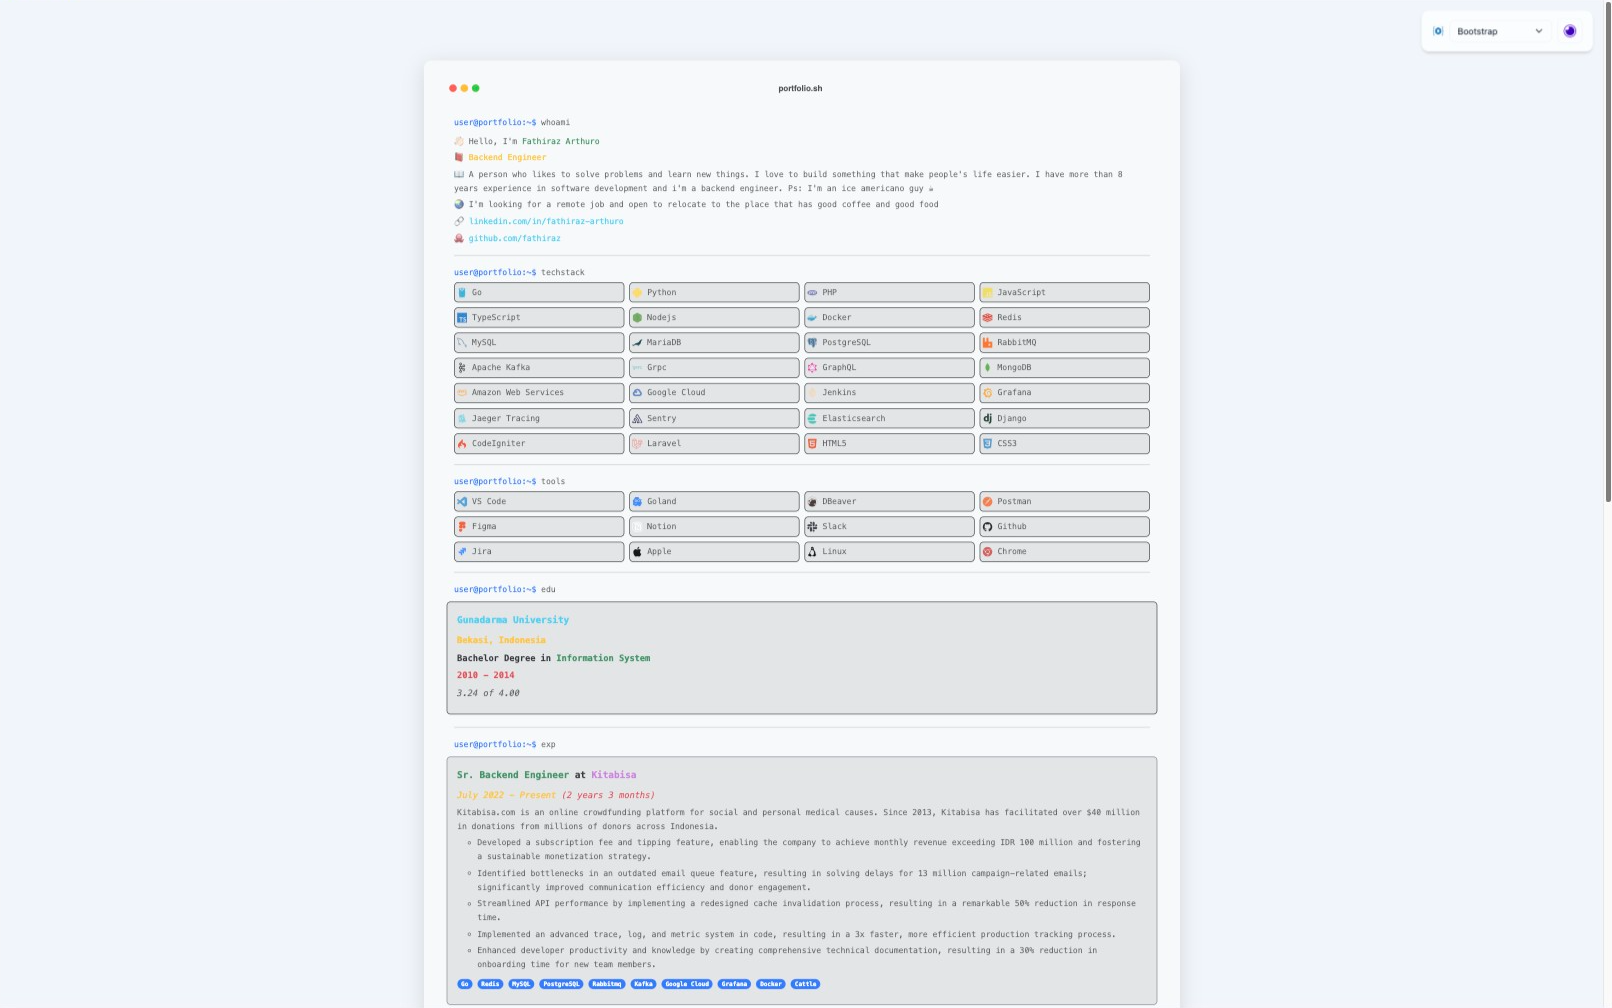 Bootstrap
portfolio.sh
user@portfolio:~$ whoami
Hello, I'm Fathiraz Arthuro
Backend Engineer
A person who likes to solve problems and learn new things. I love to build something that make people's life easier. I have more than 8
years experience in software development and i'm a backend engineer. Ps: I'm an ice americano guy
I'm looking for a remote job and open to relocate to the place that has good coffee and good food
linkedin.com/in/fathiraz-arthuro
github.com/fathiraz
user@portfolio:~$ techstack
Go Python PHP JavaScript
TypeScript Nodejs Docker Redis
MySQL MariaDB PostgreSQL RabbitMQ
Apache Kafka Grpc GraphQL MongoDB
Amazon Web Services Google Cloud Jenkins Grafana
Jaeger Tracing Sentry Elasticsearch Django
CodeIgniter Laravel HTML5 CSS3
user@portfolio:~$ tools
VS Code Goland DBeaver Postman
Figma Notion Slack Github
Jira Apple Linux Chrome
user@portfolio:~$ edu
Gunadarma University
Bekasi, Indonesia
Bachelor Degree in Information System
2010 ~ 2014
3.24 of 4.00
user@portfolio:~$ exp
Sr. Backend Engineer at Kitabisa
July 2022 ~ Present (2 years 3 months)
Kitabisa.com is an online crowdfunding platform for social and personal medical causes. Since 2013, Kitabisa has facilitated over $40 million
in donations from millions of donors across Indonesia.
Developed a subscription fee and tipping feature, enabling the company to achieve monthly revenue exceeding IDR 100 million and fostering
a sustainable monetization strategy.
Identified bottlenecks in an outdated email queue feature, resulting in solving delays for 13 million campaign-related emails;
significantly improved communication efficiency and donor engagement.
Streamlined API performance by implementing a redesigned cache invalidation process, resulting in a remarkable 50% reduction in response
time.
Implemented an advanced trace, log, and metric system in code, resulting in a 3x faster, more efficient production tracking process.
Enhanced developer productivity and knowledge by creating comprehensive technical documentation, resulting in a 30% reduction in
onboarding time for new team members.
Go Redis MySQL PostgreSQL Rabbitmq Kafka Google Cloud Grafana Docker Cattle